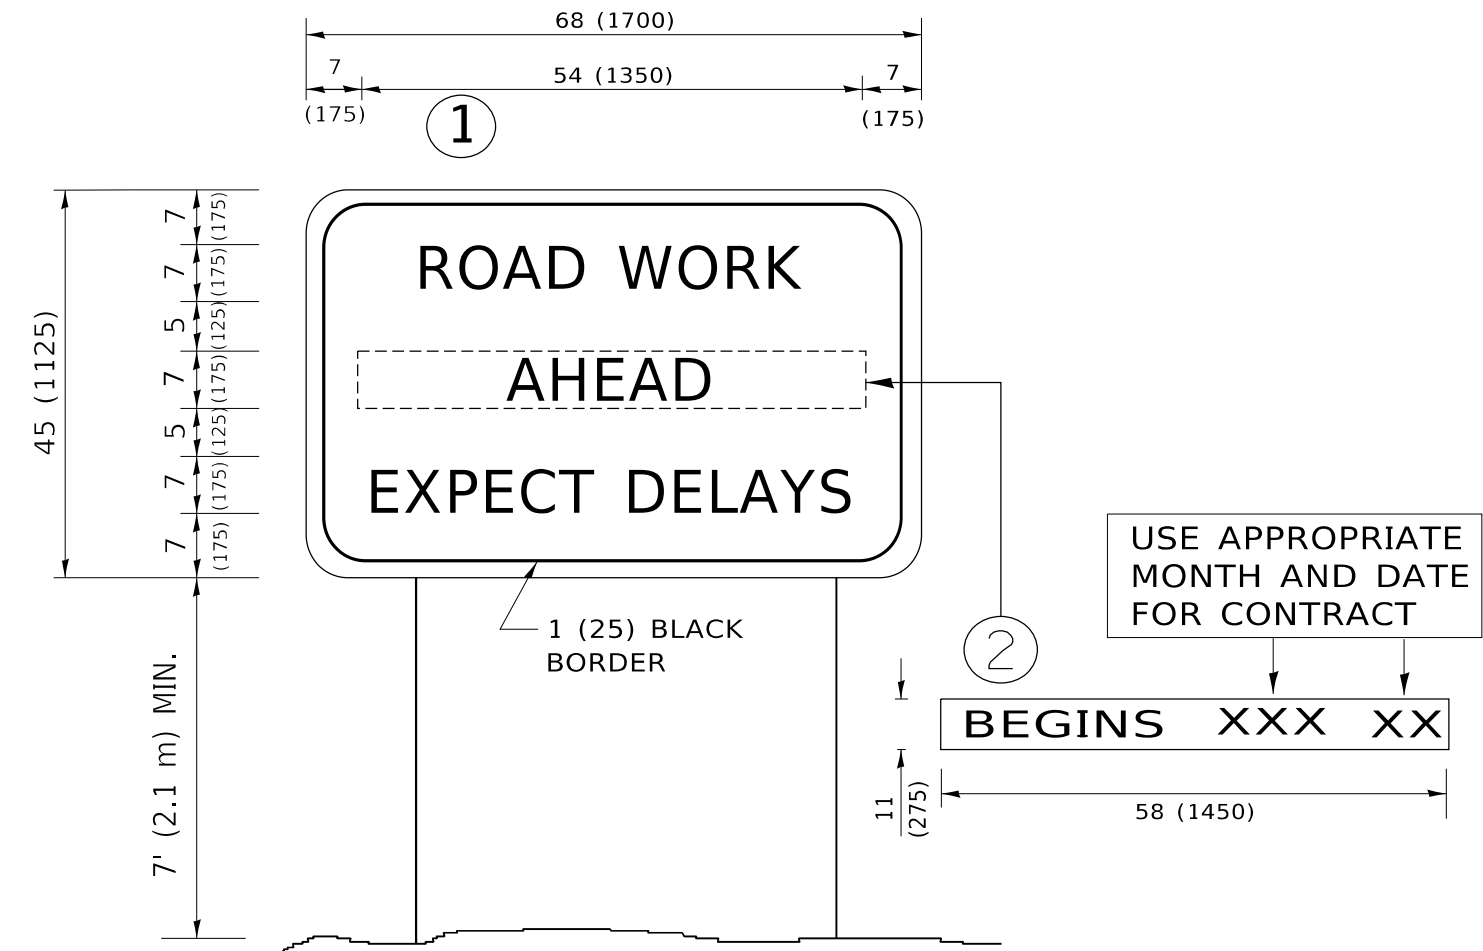 68 (1700)
7
54 (1350)
7
(175)
(175)
1
7
(175)
7
(175)
5
(125)
7
(175)
5
(125)
7
(175)
7
(175)
45 (1125)
ROAD WORK
AHEAD
EXPECT DELAYS
1 (25) BLACK
BORDER
7' (2.1 m) MIN.
USE APPROPRIATE
MONTH AND DATE
FOR CONTRACT
2
BEGINS XXX XX
11
(275)
58 (1450)